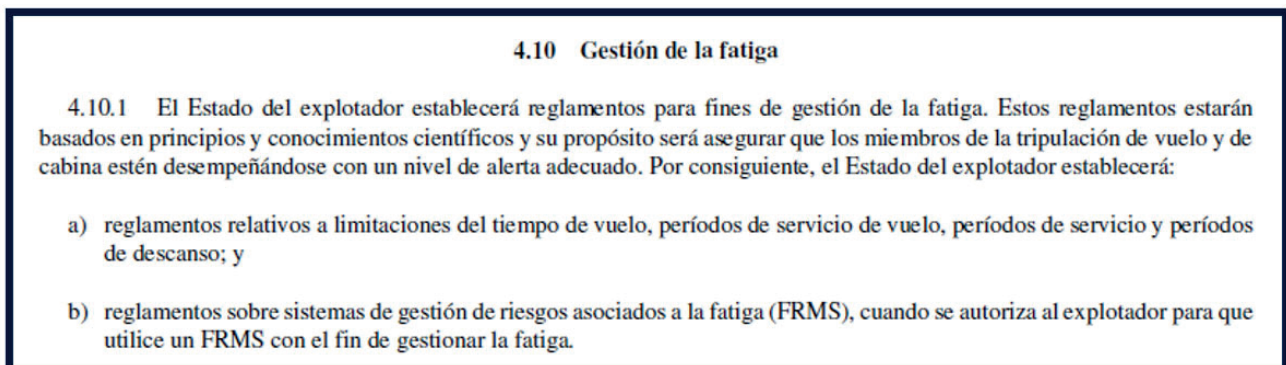 4.10 Gestión de la fatiga
4.10.1 El Estado del explotador establecerá reglamentos para fines de gestión de la fatiga. Estos reglamentos estarán
basados en principios y conocimientos científicos y su propósito será asegurar que los miembros de la tripulación de vuelo y de
cabina estén desempeñándose con un nivel de alerta adecuado. Por consiguiente, el Estado del explotador establecerá:
a) reglamentos relativos a limitaciones del tiempo de vuelo, períodos de servicio de vuelo, períodos de servicio y períodos
de descanso; y
b) reglamentos sobre sistemas de gestión de riesgos asociados a la fatiga (FRMS), cuando se autoriza al explotador para que
utilice un FRMS con el fin de gestionar la fatiga.